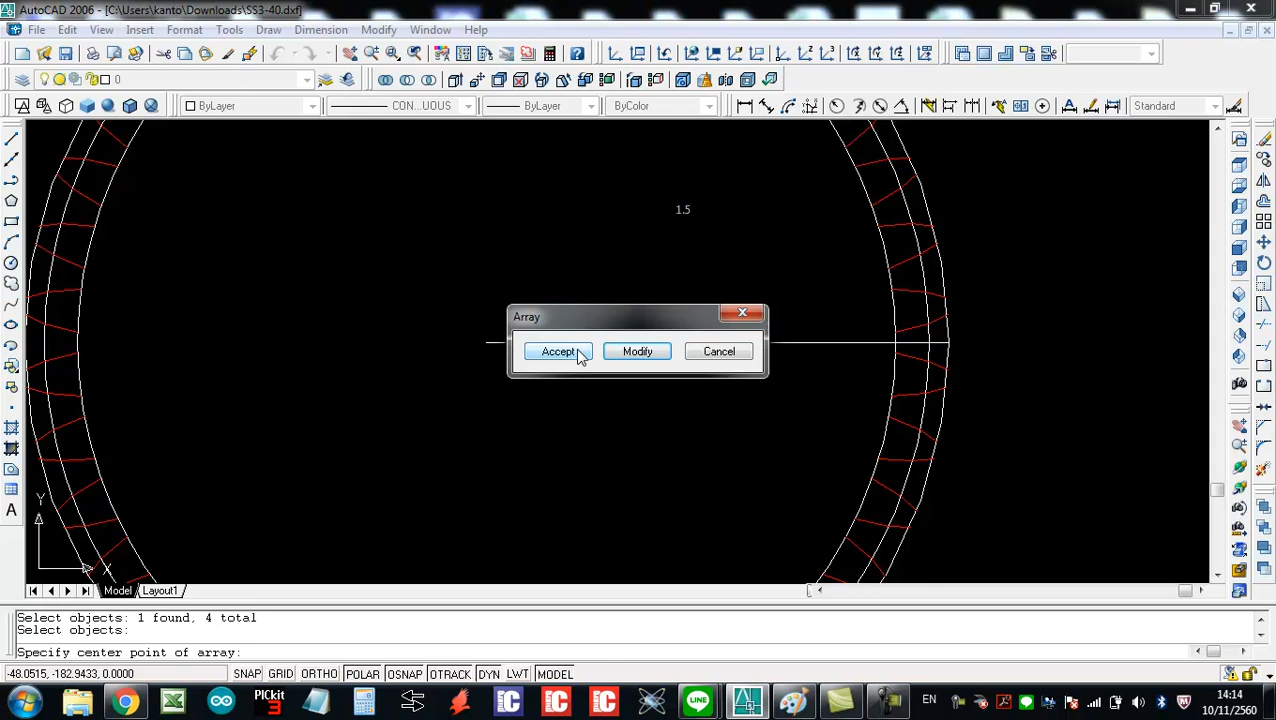 AutoCAD 2006 - [C:\Users\kanto\Downloads\SS3-40.dxf]
File Edit View Insert Format Tools Draw Dimension Modify Window Help
0
ByLayer CON...UOUS ByLayer ByColor Standard
1.5
Array
Accept Modify Cancel
Y
X
A
Model Layout1
Select objects: 1 found, 4 total
Select objects:
Specify center point of array:
-48.0515, -182.9433, 0.0000 SNAP GRID ORTHO POLAR OSNAP OTRACK DYN LWT MODEL
PICkit 3 LINE EN 14:14
10/11/2560